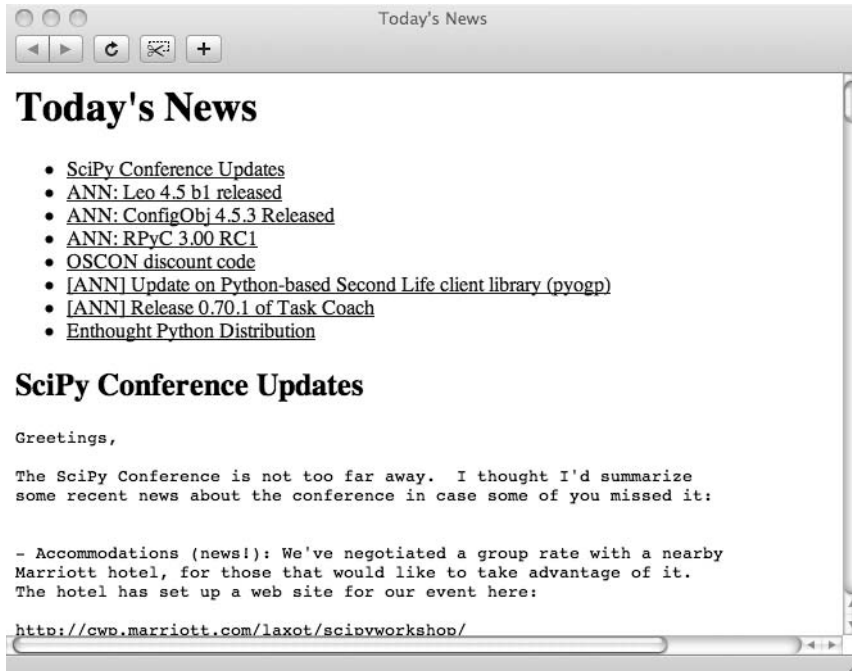 Today's News
Today's News
• SciPy Conference Updates
• ANN: Leo 4.5 b1 released
• ANN: ConfigObj 4.5.3 Released
• ANN: RPyC 3.00 RC1
• OSCON discount code
• [ANN] Update on Python-based Second Life client library (pyogp)
• [ANN] Release 0.70.1 of Task Coach
• Enthought Python Distribution
SciPy Conference Updates
Greetings,
The SciPy Conference is not too far away.  I thought I'd summarize
some recent news about the conference in case some of you missed it:
- Accommodations (news!): We've negotiated a group rate with a nearby
Marriott hotel, for those that would like to take advantage of it.
The hotel has set up a web site for our event here:
http://cwp.marriott.com/laxot/scipyworkshop/